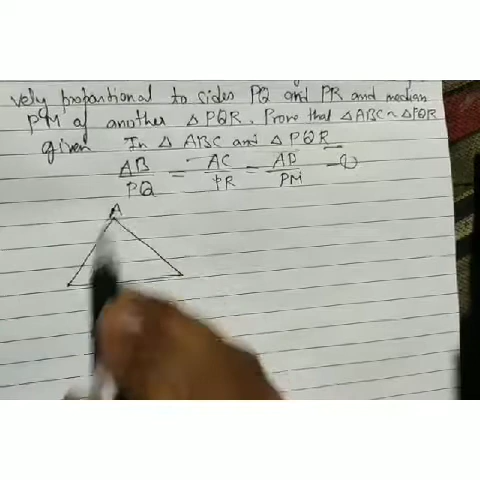 vely proportional to sides PQ and PR and median
PM of another △PQR. Prove that △ABC ~ △PQR
given In △ ABC and △ PQR
AB/PQ = AC/PR = AD/PM —①
A